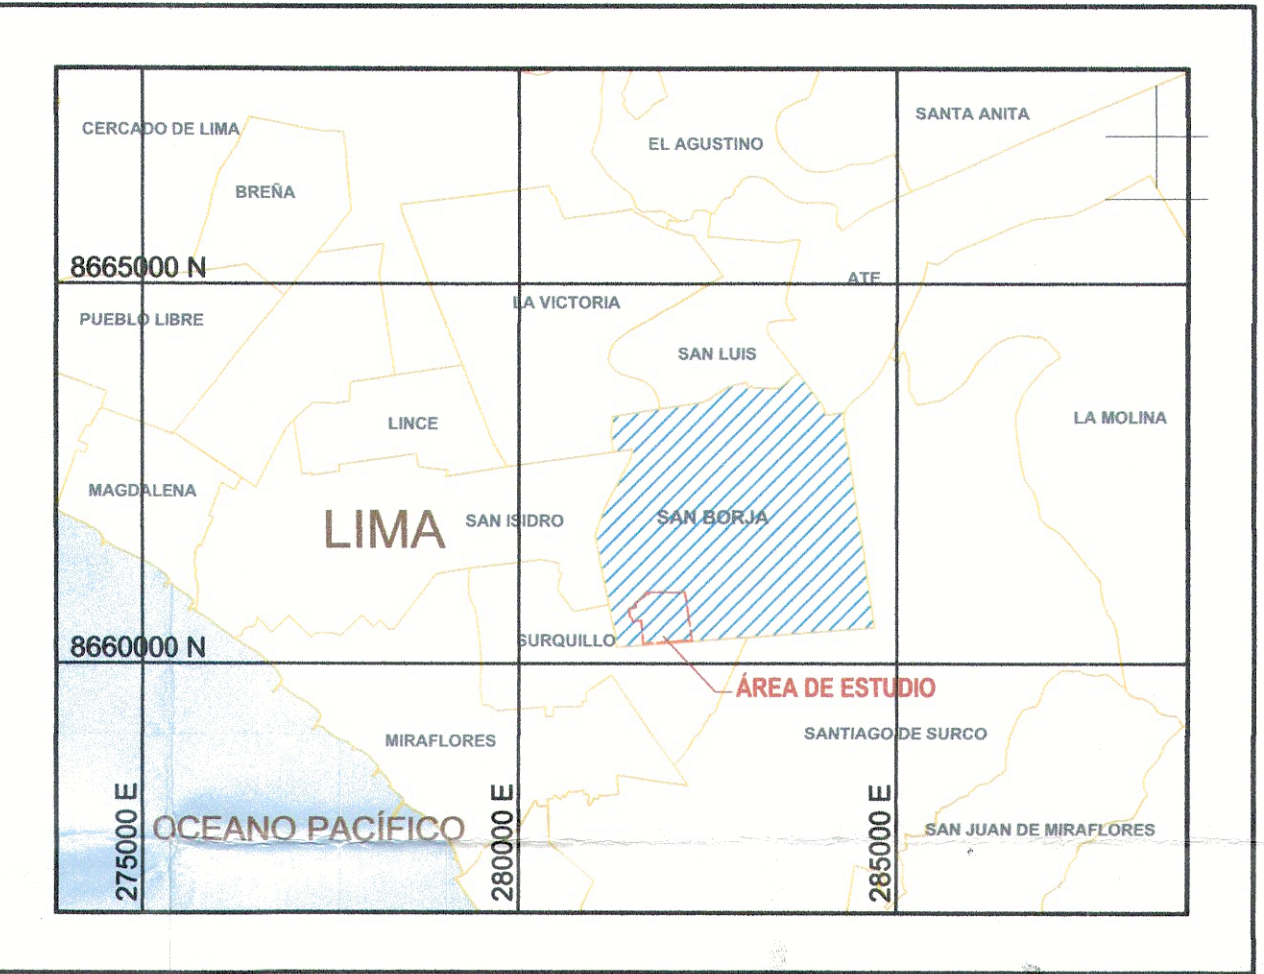 SANTA ANITA
CERCADO DE LIMA
EL AGUSTINO
BREÑA
8665000 N
ATE
LA VICTORIA
PUEBLO LIBRE
SAN LUIS
LA MOLINA
LINCE
MAGDALENA
LIMA
SAN ISIDRO
SAN BORJA
SURQUILLO
8660000 N
ÁREA DE ESTUDIO
SANTIAGO DE SURCO
MIRAFLORES
275000 E
280000 E
285000 E
OCEANO PACÍFICO
SAN JUAN DE MIRAFLORES